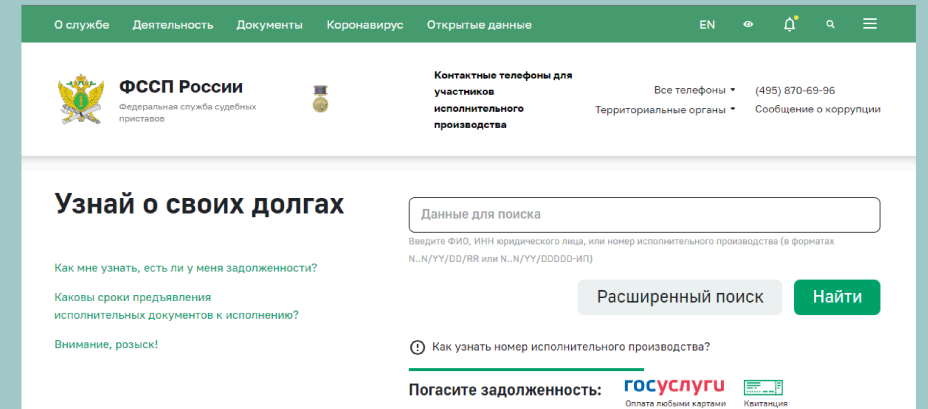 О службе Деятельность Документы Коронавирус Открытые данные EN
ФССП России
Федеральная служба судебных
приставов
Контактные телефоны для
участников
исполнительного
производства
Все телефоны (495) 870-69-96
Территориальные органы Сообщение о коррупции
Узнай о своих долгах
Данные для поиска
Введите ФИО, ИНН юридического лица, или номер исполнительного производства (в форматах
N..N/YY/DD/RR или N..N/YY/DDDDD-ИП)
Как мне узнать, есть ли у меня задолженности?
Каковы сроки предъявления
исполнительных документов к исполнению?
Внимание, розыск!
Расширенный поиск Найти
Как узнать номер исполнительного производства?
Погасите задолженность: госуслуги
Оплата любыми картами Квитанция